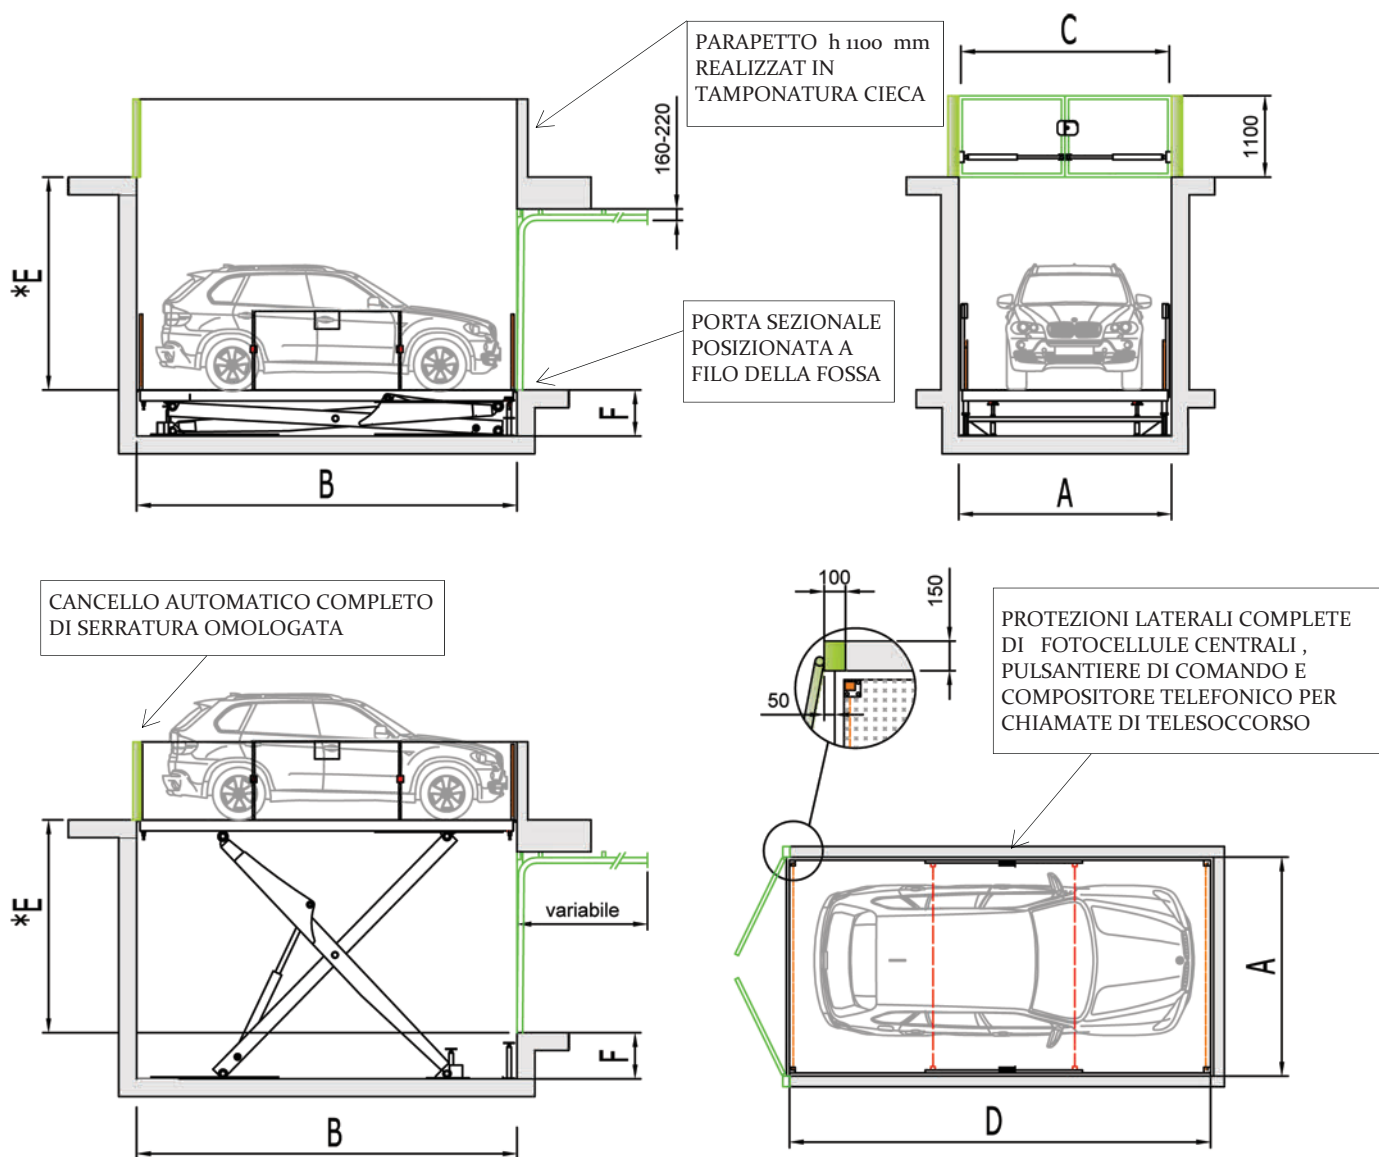 PARAPETTO h 1100 mm
REALIZZAT IN
TAMPONATURA CIECA
C
160-220
1100
*E
PORTA SEZIONALE
POSIZIONATA A
FILO DELLA FOSSA
F
B
A
CANCELLO AUTOMATICO COMPLETO
DI SERRATURA OMOLOGATA
100
150
50
PROTEZIONI LATERALI COMPLETE
DI FOTOCELLULE CENTRALI ,
PULSANTIERE DI COMANDO E
COMPOSITORE TELEFONICO PER
CHIAMATE DI TELESOCCORSO
*E
variabile
F
B
A
D